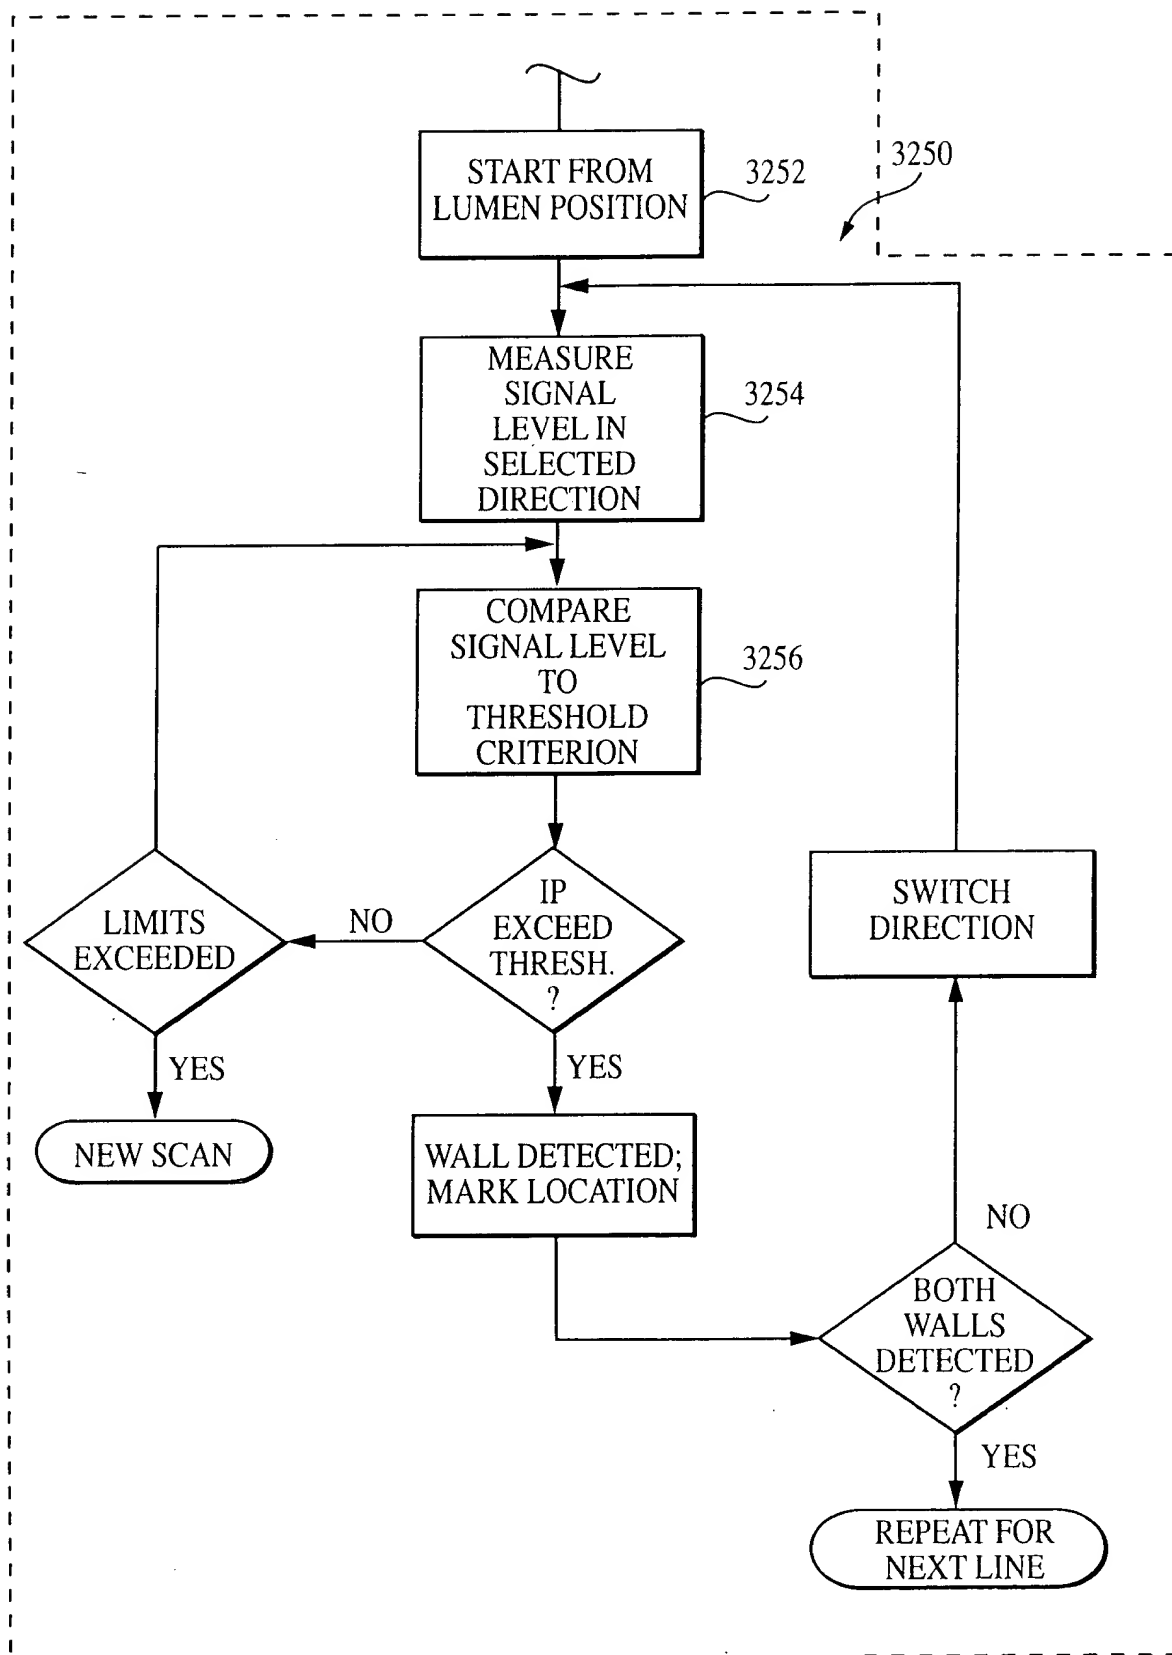 START FROM
LUMEN POSITION
3252
3250
MEASURE
SIGNAL
LEVEL IN
SELECTED
DIRECTION
3254
COMPARE
SIGNAL LEVEL
TO
THRESHOLD
CRITERION
3256
LIMITS
EXCEEDED
NO
IP
EXCEED
THRESH.
?
SWITCH
DIRECTION
YES
YES
NEW SCAN
WALL DETECTED;
MARK LOCATION
NO
BOTH
WALLS
DETECTED
?
YES
REPEAT FOR
NEXT LINE